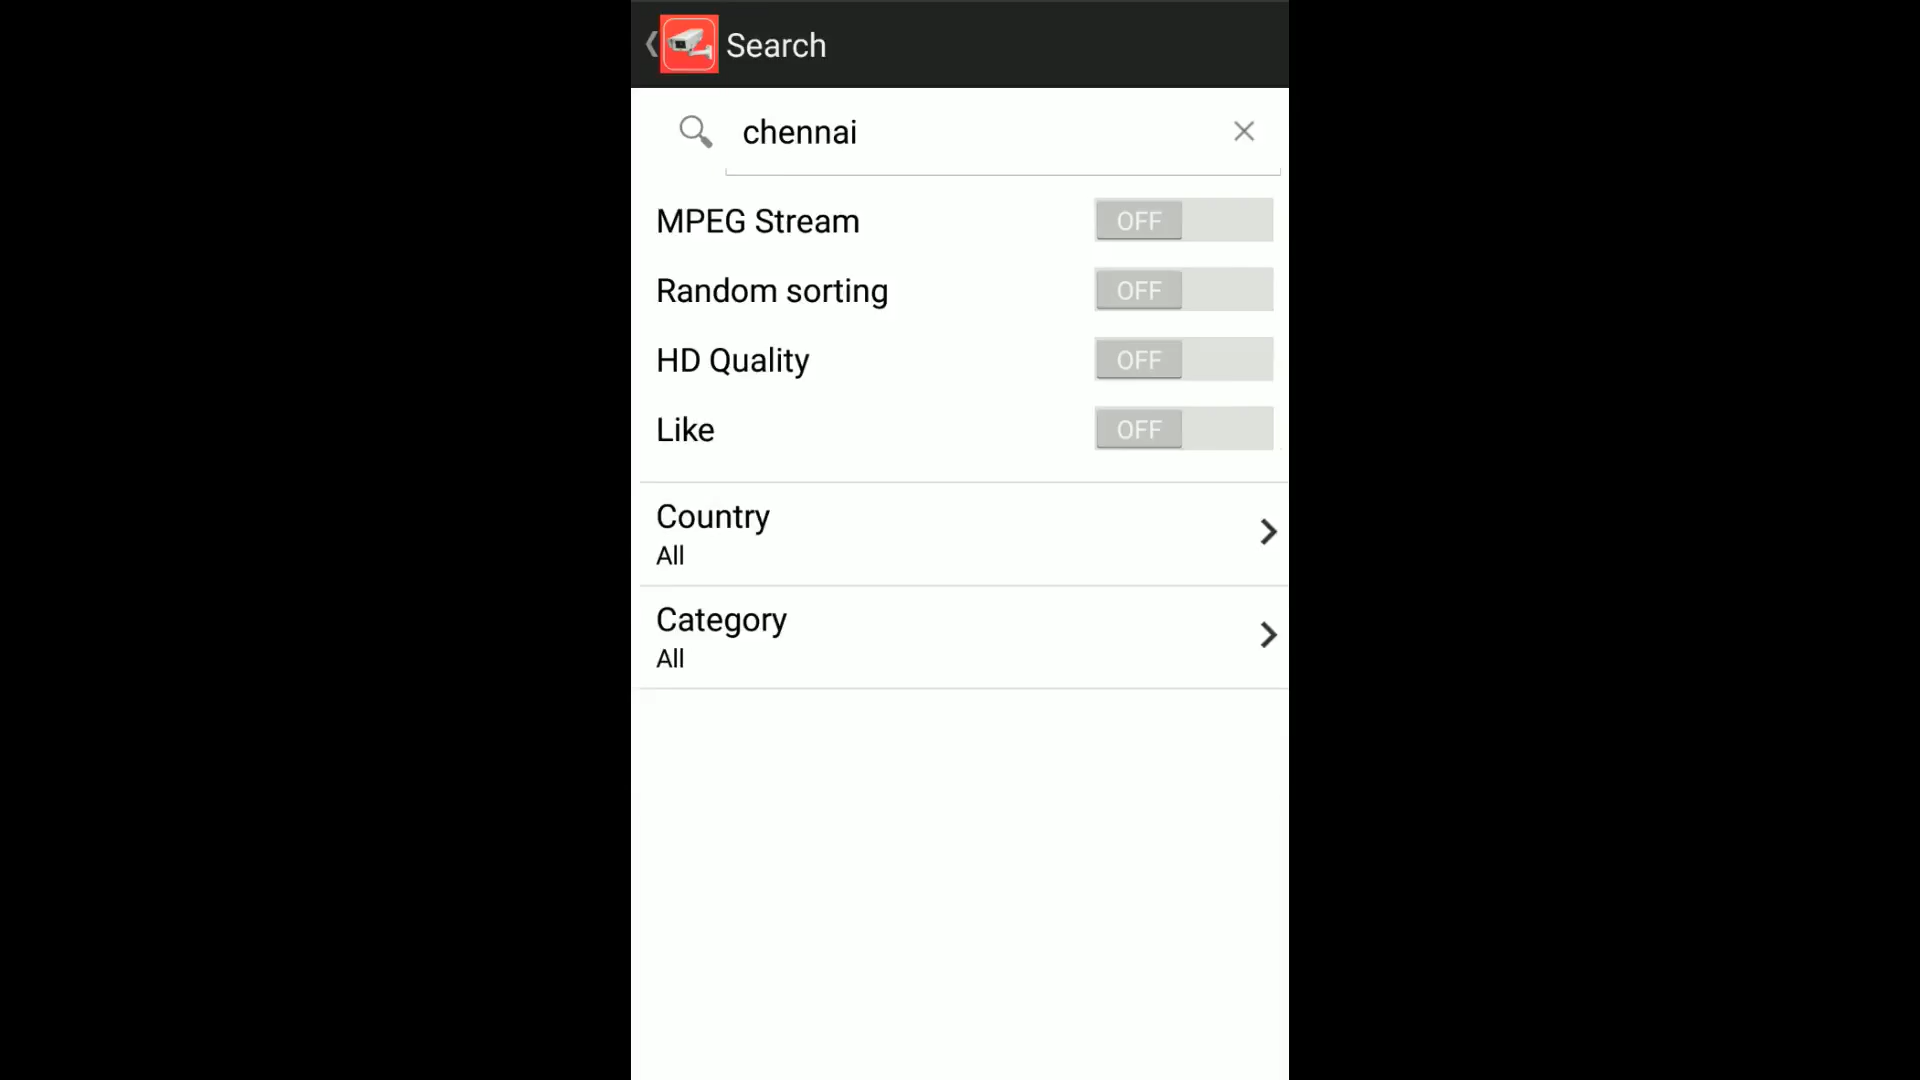 Search
chennai
MPEG Stream OFF
Random sorting OFF
HD Quality OFF
Like OFF
Country
All
Category
All